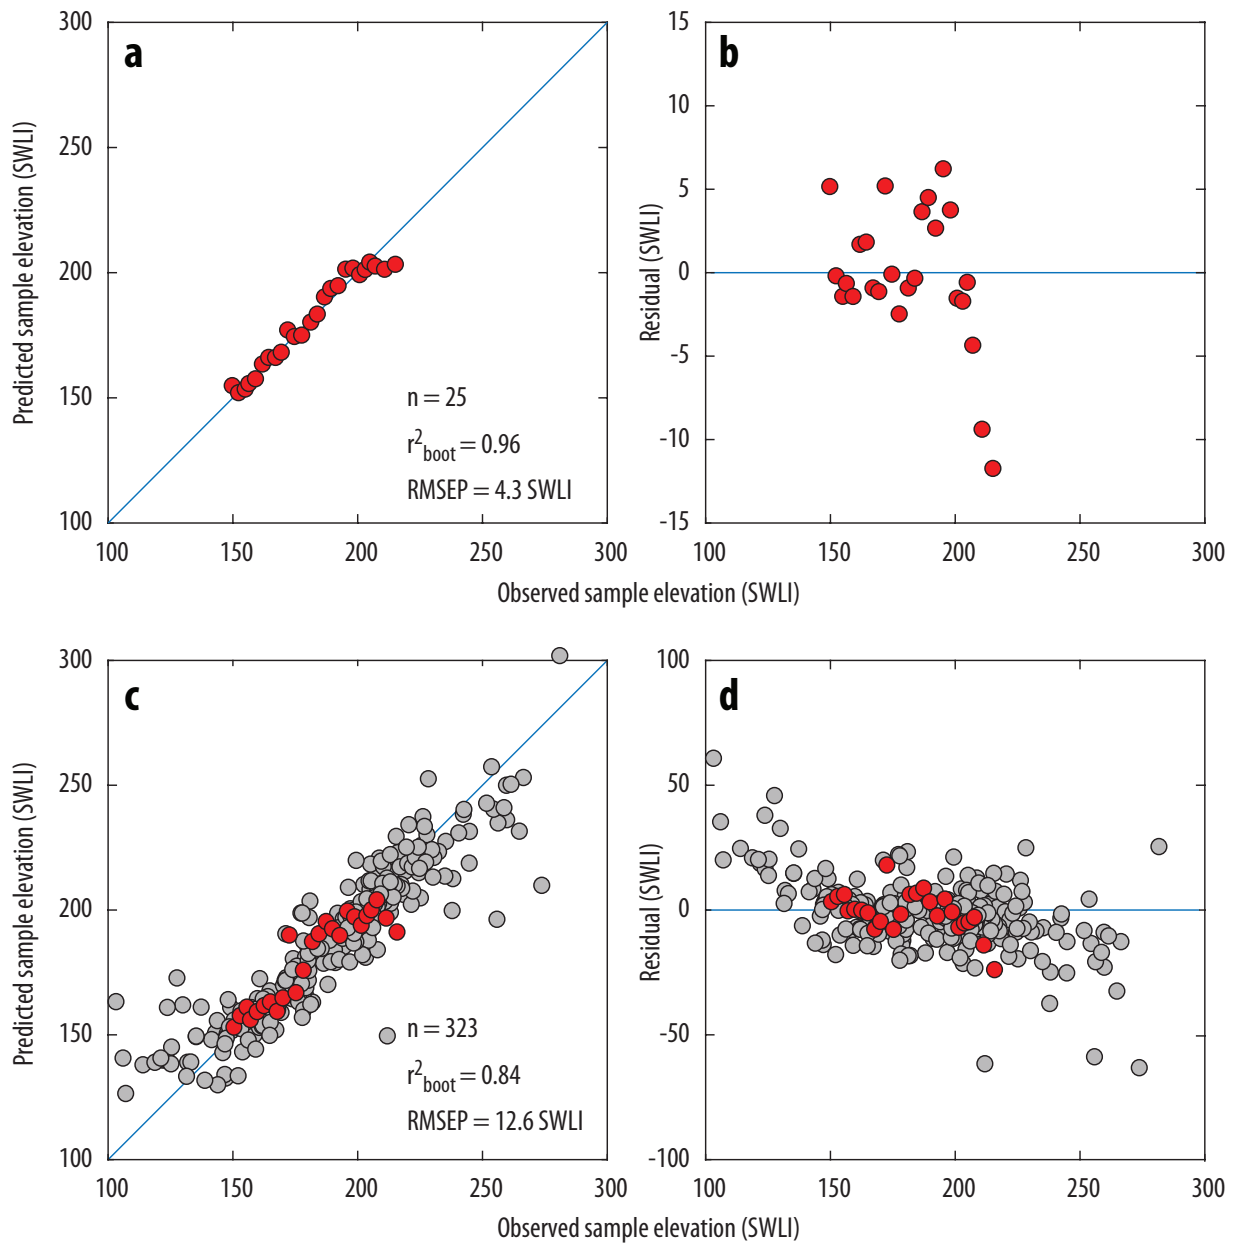 a
300
250
200
150
100
100 150 200 250 300
Predicted sample elevation (SWLI)
n = 25
r²boot = 0.96
RMSEP = 4.3 SWLI
b
15
10
5
0
-5
-10
-15
100 150 200 250 300
Residual (SWLI)
Observed sample elevation (SWLI)
c
300
250
200
150
100
100 150 200 250 300
Predicted sample elevation (SWLI)
n = 323
r²boot = 0.84
RMSEP = 12.6 SWLI
d
100
50
0
-50
-100
100 150 200 250 300
Residual (SWLI)
Observed sample elevation (SWLI)